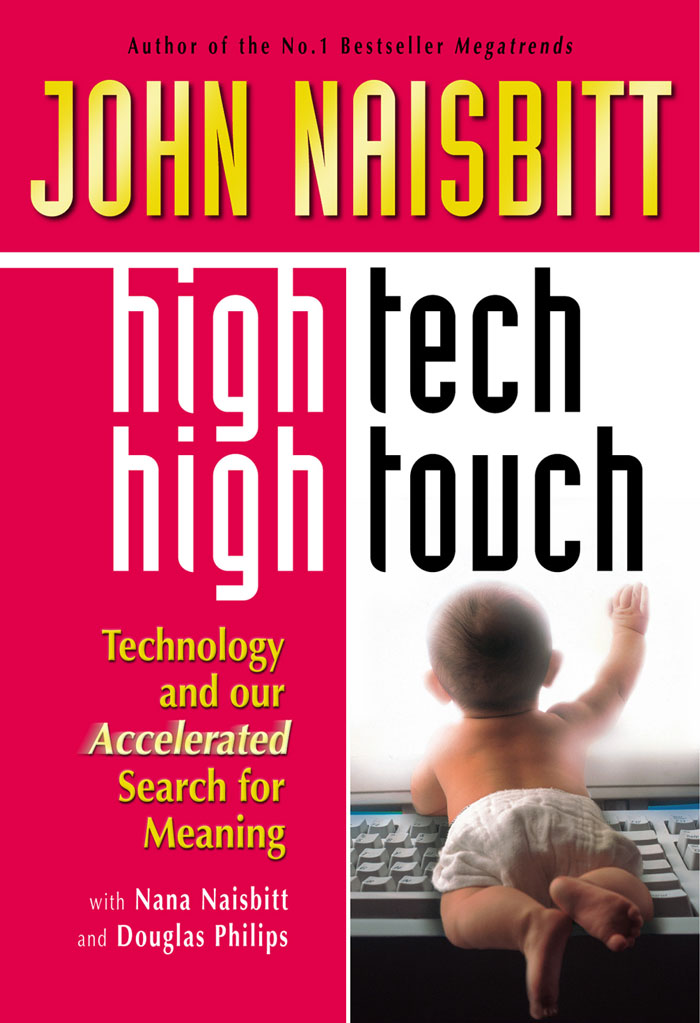 Author of the No.1 Bestseller Megatrends
JOHN NAISBITT
high tech
high touch
Technology
and our
Accelerated
Search for
Meaning
with Nana Naisbitt
and Douglas Philips